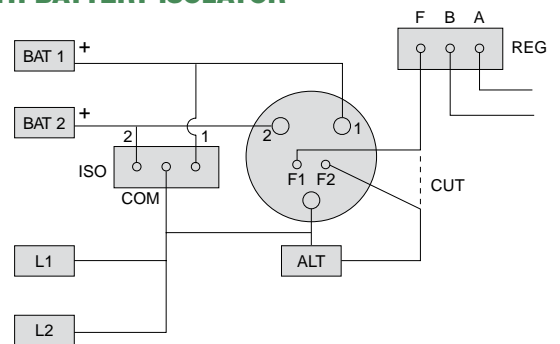 BATTERY ISOLATOR
F B A
REG
BAT 1 +
BAT 2 +
2 1
2 1
ISO
COM
F1 F2
CUT
L1
ALT
L2